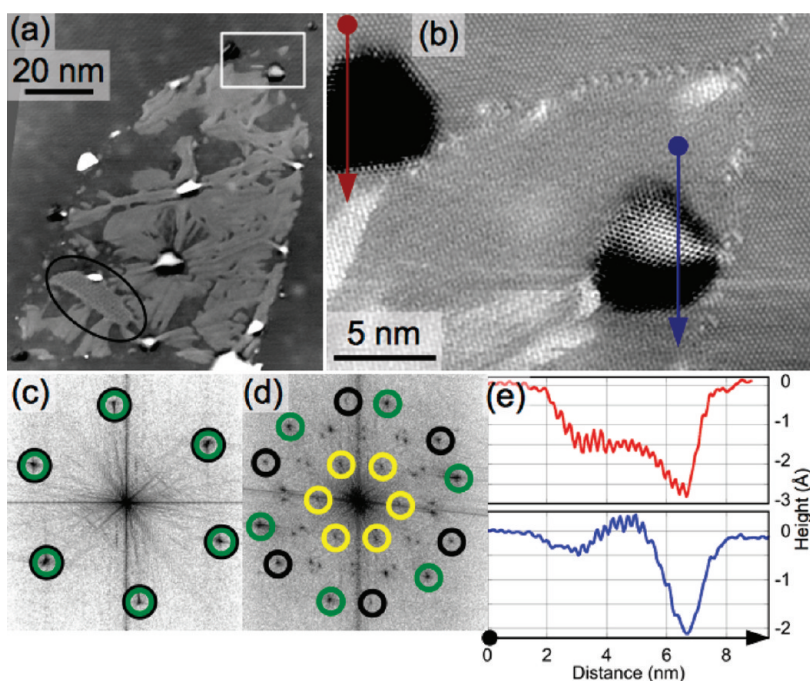 (a)
20 nm
(b)
5 nm
(c)
(d)
(e)
0
-1
-2
-3
0
-1
-2
Height (Å)
0 2 4 6 8
Distance (nm)